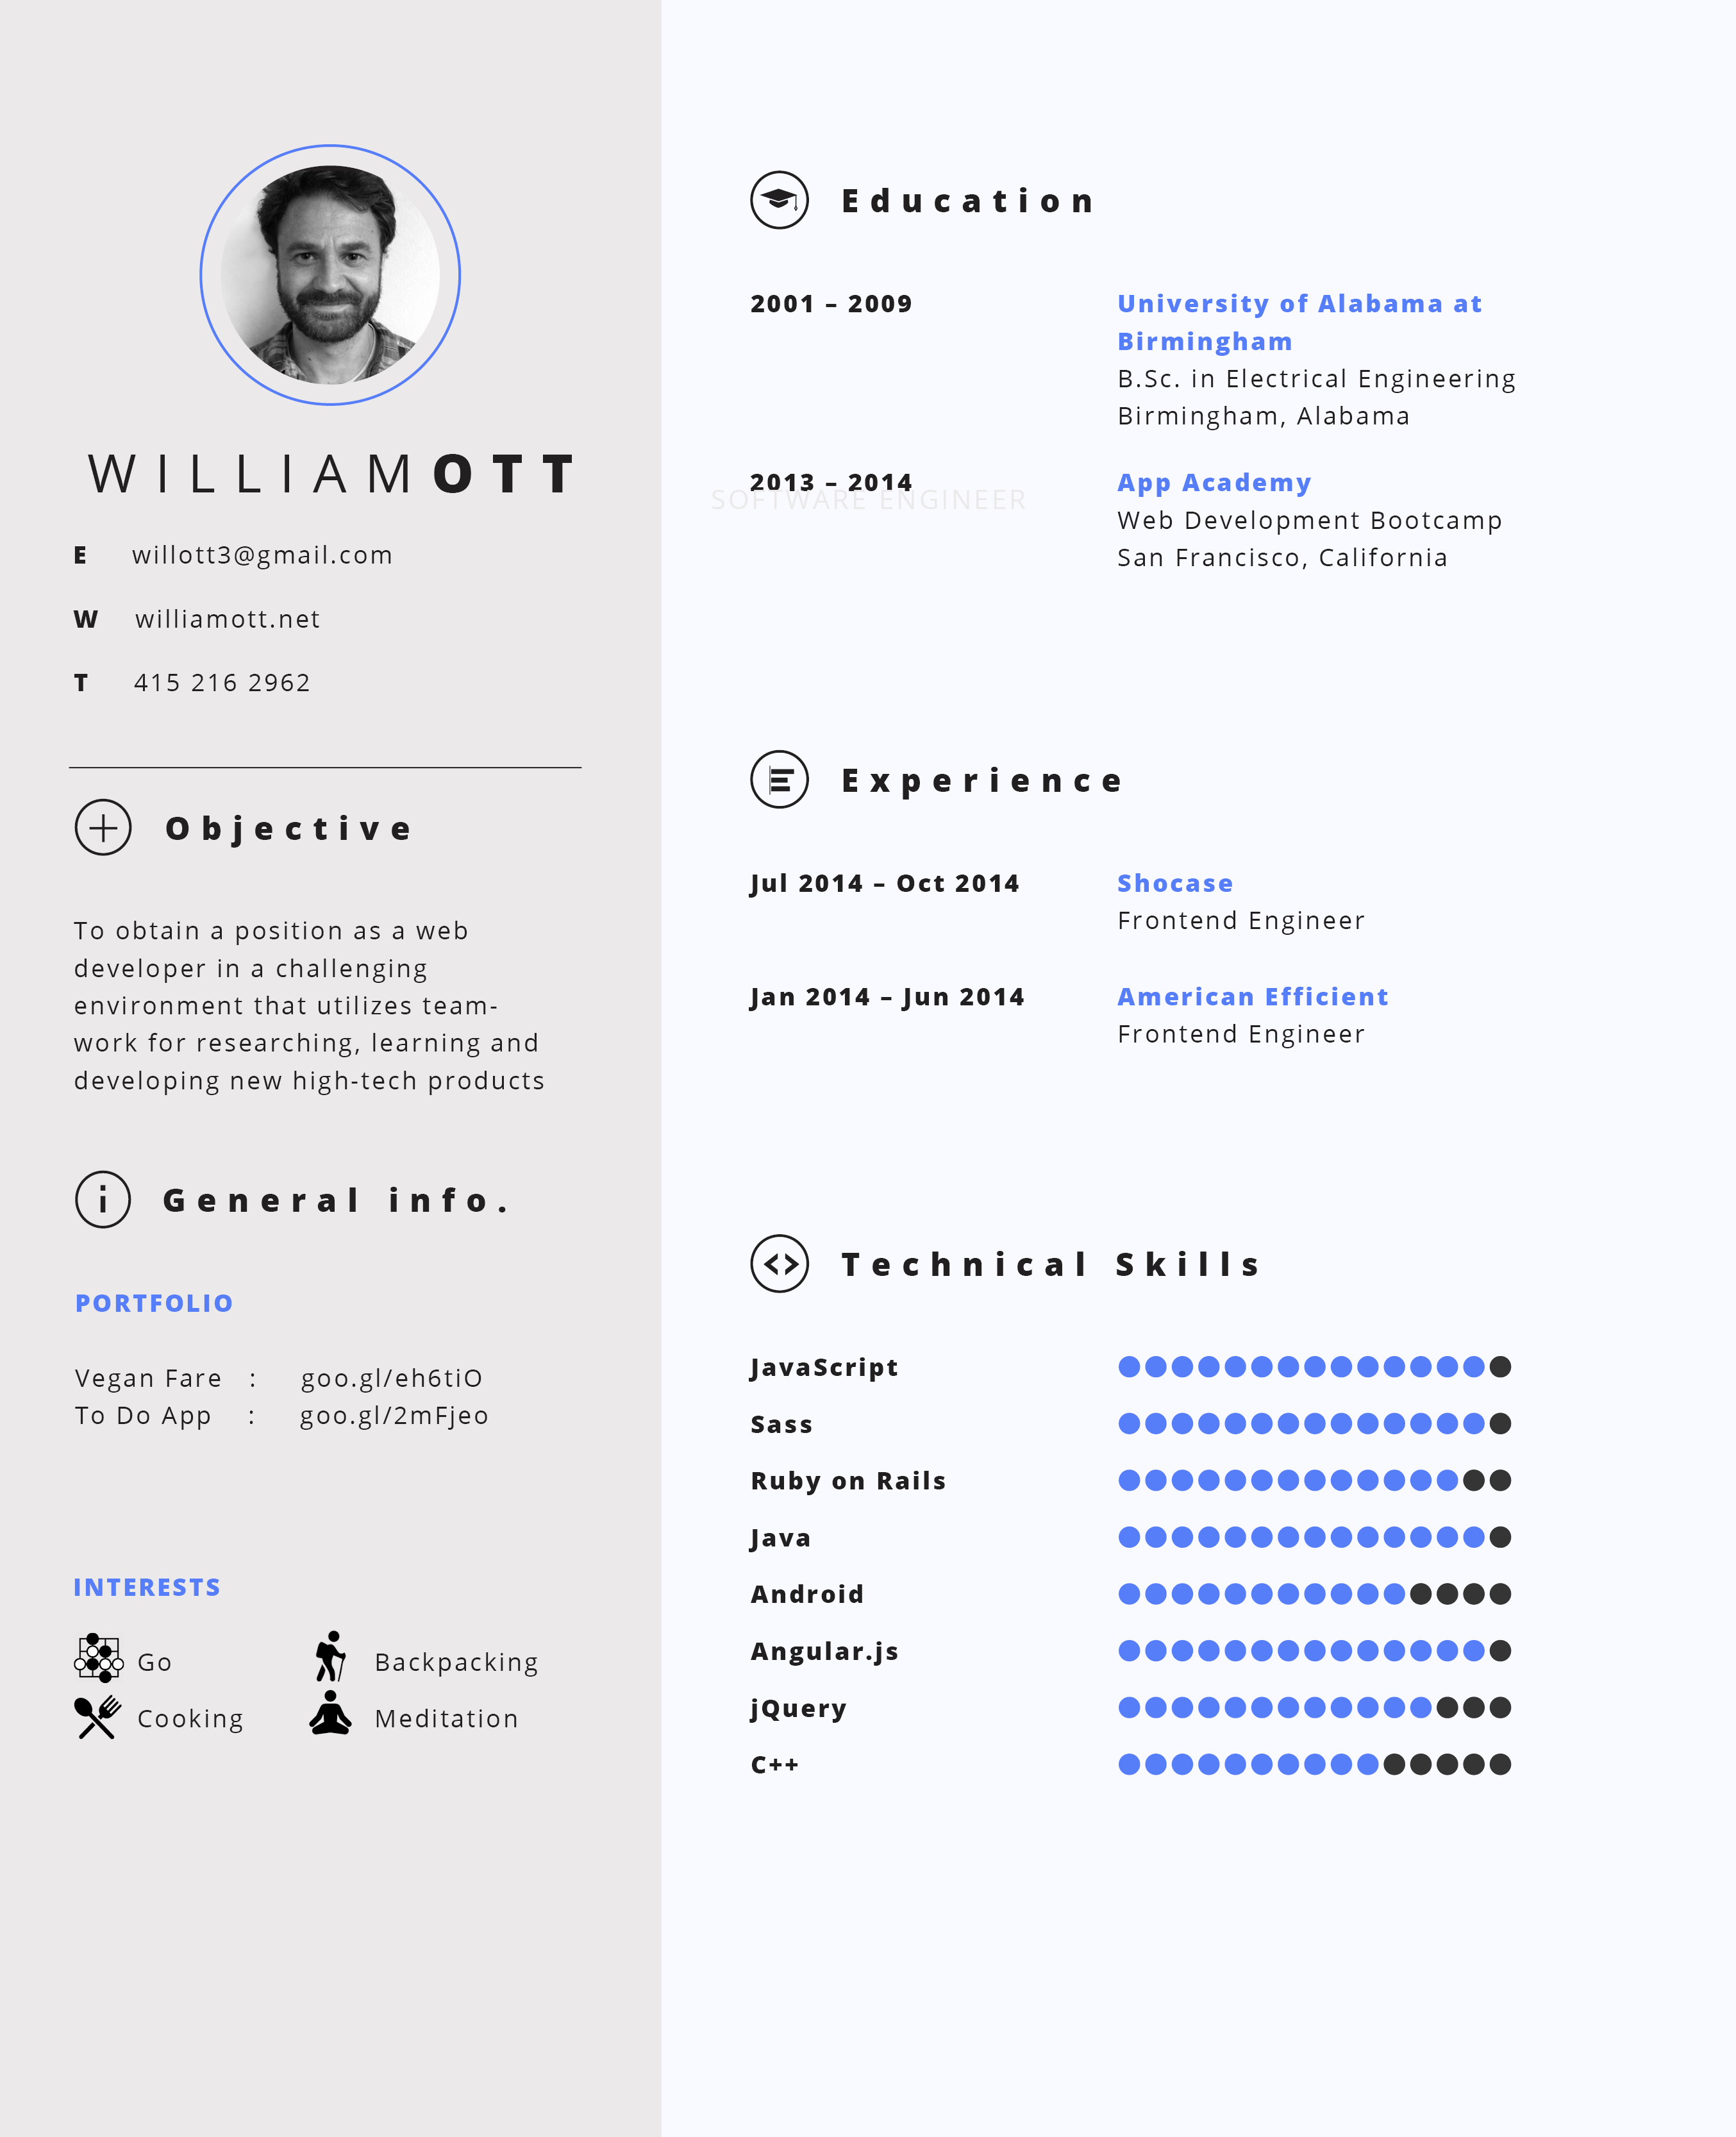 WILLIAM OTT
E willott3@gmail.com
W williamott.net
T 415 216 2962
Objective
To obtain a position as a web
developer in a challenging
environment that utilizes team-
work for researching, learning and
developing new high-tech products
General info.
PORTFOLIO
Vegan Fare : goo.gl/eh6tiO
To Do App : goo.gl/2mFjeo
INTERESTS
Go Backpacking
Cooking Meditation
Education
2001 – 2009 University of Alabama at
Birmingham
B.Sc. in Electrical Engineering
Birmingham, Alabama
2013 – 2014 App Academy
SOFTWARE ENGINEER
Web Development Bootcamp
San Francisco, California
Experience
Jul 2014 – Oct 2014 Shocase
Frontend Engineer
Jan 2014 – Jun 2014 American Efficient
Frontend Engineer
Technical Skills
JavaScript
Sass
Ruby on Rails
Java
Android
Angular.js
jQuery
C++